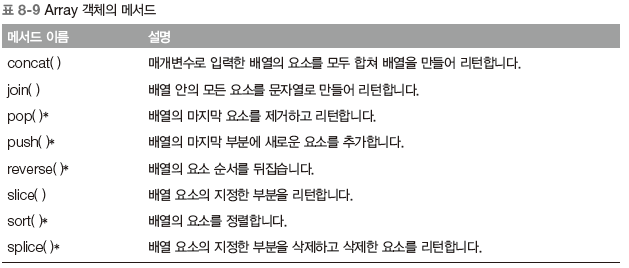 표 8-9 Array 객체의 메서드
메서드 이름 설명
concat( ) 매개변수로 입력한 배열의 요소를 모두 합쳐 배열을 만들어 리턴합니다.
join( ) 배열 안의 모든 요소를 문자열로 만들어 리턴합니다.
pop( )* 배열의 마지막 요소를 제거하고 리턴합니다.
push( )* 배열의 마지막 부분에 새로운 요소를 추가합니다.
reverse( )* 배열의 요소 순서를 뒤집습니다.
slice( ) 배열 요소의 지정한 부분을 리턴합니다.
sort( )* 배열의 요소를 정렬합니다.
splice( )* 배열 요소의 지정한 부분을 삭제하고 삭제한 요소를 리턴합니다.